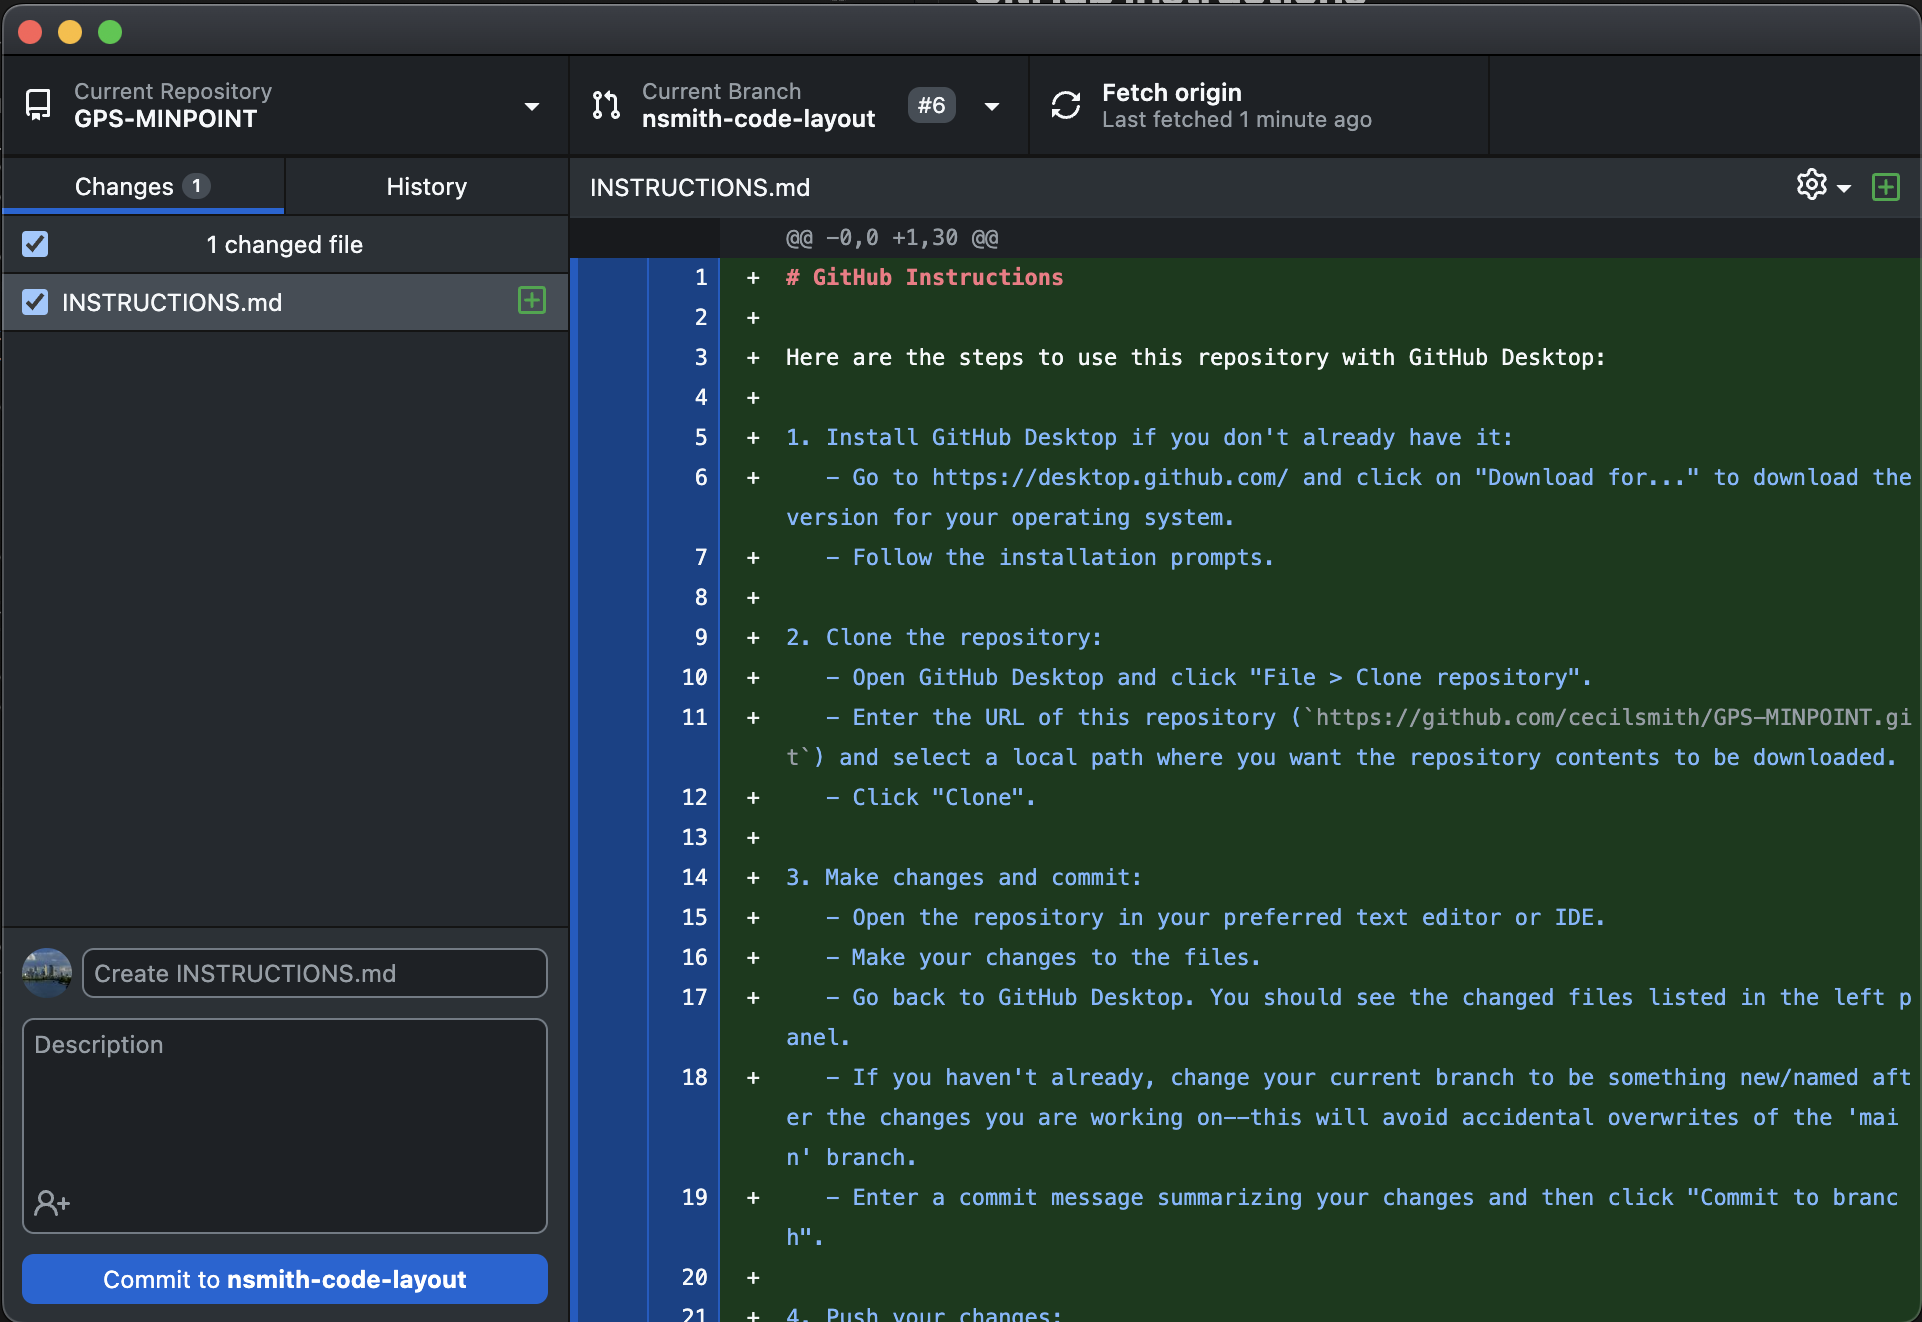 Current Repository
GPS-MINPOINT
Current Branch
nsmith-code-layout
#6
Fetch origin
Last fetched 1 minute ago
Changes 1
History
INSTRUCTIONS.md
1 changed file
INSTRUCTIONS.md
@@ -0,0 +1,30 @@
1 + # GitHub Instructions
2 +
3 + Here are the steps to use this repository with GitHub Desktop:
4 +
5 + 1. Install GitHub Desktop if you don't already have it:
6 + - Go to https://desktop.github.com/ and click on "Download for..." to download the
version for your operating system.
7 + - Follow the installation prompts.
8 +
9 + 2. Clone the repository:
10 + - Open GitHub Desktop and click "File > Clone repository".
11 + - Enter the URL of this repository (`https://github.com/cecilsmith/GPS-MINPOINT.gi
t`) and select a local path where you want the repository contents to be downloaded.
12 + - Click "Clone".
13 +
14 + 3. Make changes and commit:
15 + - Open the repository in your preferred text editor or IDE.
16 + - Make your changes to the files.
17 + - Go back to GitHub Desktop. You should see the changed files listed in the left p
anel.
18 + - If you haven't already, change your current branch to be something new/named aft
er the changes you are working on--this will avoid accidental overwrites of the 'mai
n' branch.
19 + - Enter a commit message summarizing your changes and then click "Commit to branc
h".
20 +
21 + 4. Push your changes:
Create INSTRUCTIONS.md
Description
Commit to nsmith-code-layout